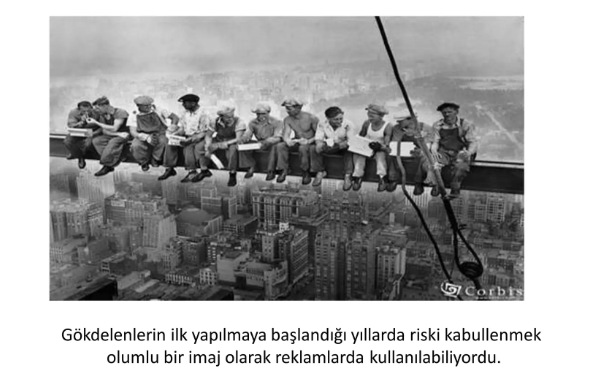 Corbis
Gökdelenlerin ilk yapılmaya başlandığı yıllarda riski kabullenmek
olumlu bir imaj olarak reklamlarda kullanılabiliyordu.